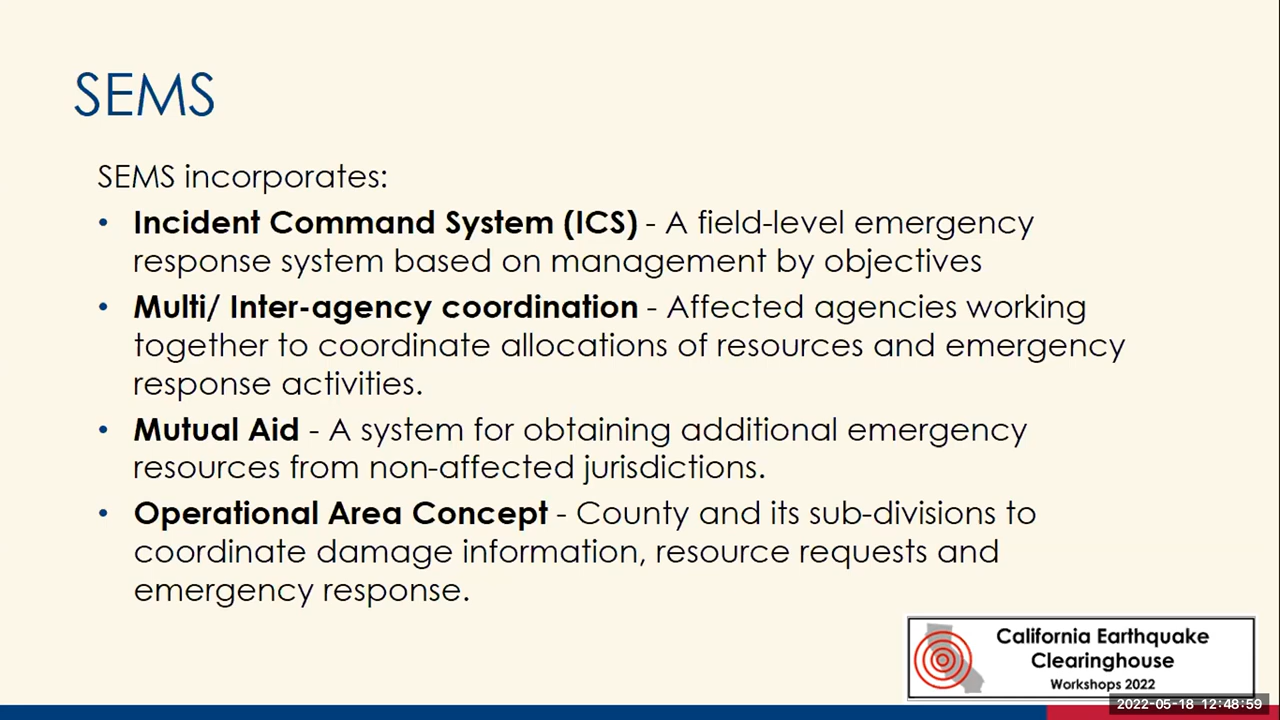 SEMS
SEMS incorporates:
• Incident Command System (ICS) - A field-level emergency
response system based on management by objectives
• Multi/ Inter-agency coordination - Affected agencies working
together to coordinate allocations of resources and emergency
response activities.
• Mutual Aid - A system for obtaining additional emergency
resources from non-affected jurisdictions.
• Operational Area Concept - County and its sub-divisions to
coordinate damage information, resource requests and
emergency response.
California Earthquake
Clearinghouse
Workshops 2022
2022-05-18 12:48:59